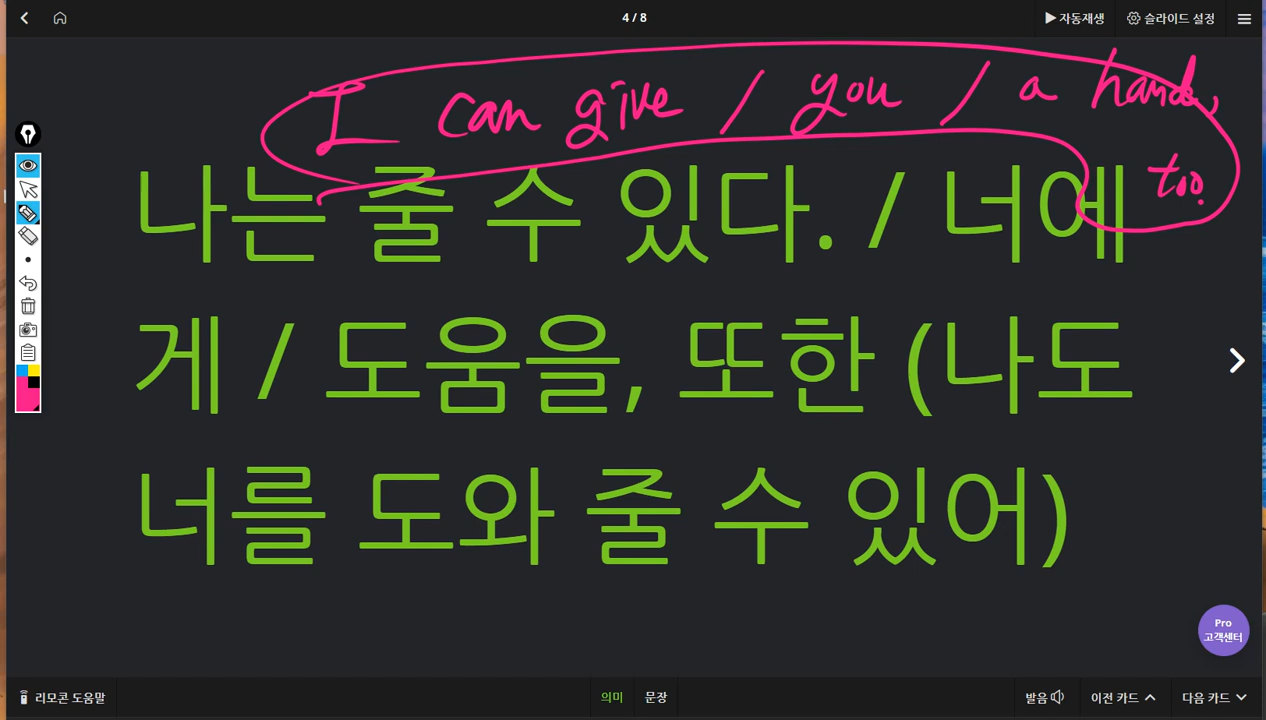 4 / 8
자동재생
슬라이드 설정
I can give / you / a hand,
too.
나는 줄 수 있다. / 너에
게 / 도움을, 또한 (나도
너를 도와 줄 수 있어)
Pro
고객센터
리모콘 도움말
의미
문장
발음
이전 카드
다음 카드